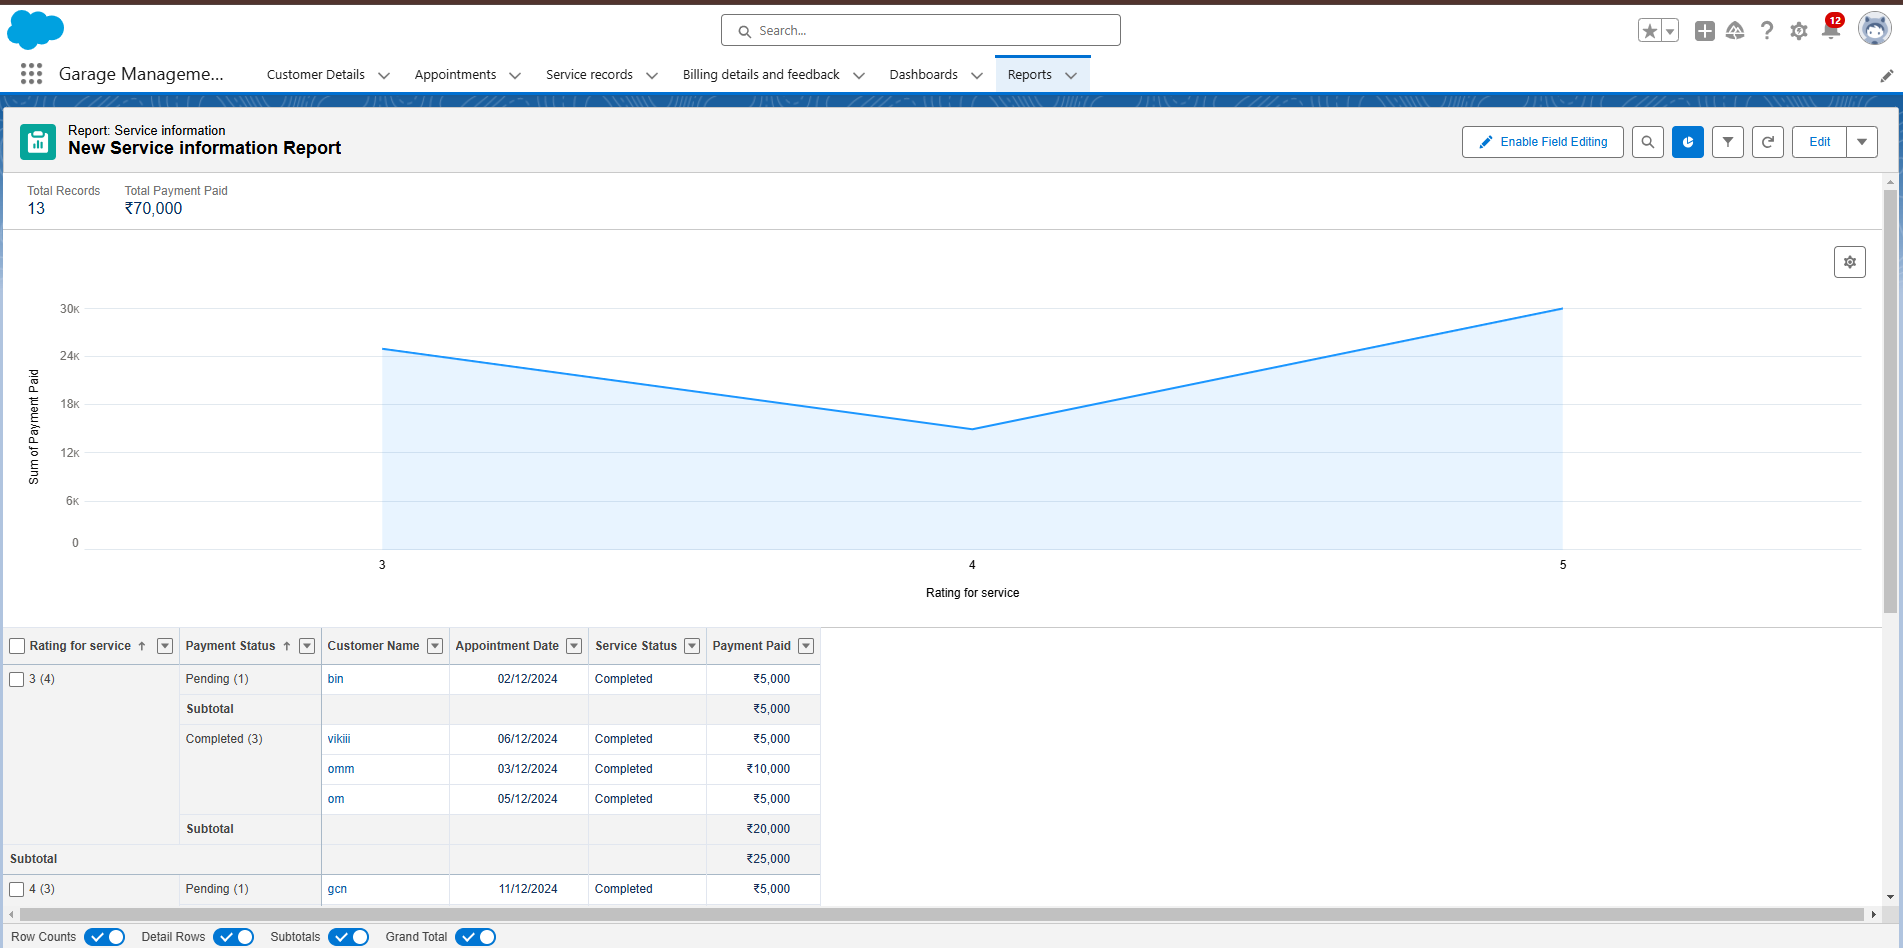 Search...
12
Garage Manageme...
Customer Details
Appointments
Service records
Billing details and feedback
Dashboards
Reports
Report: Service information
New Service information Report
Enable Field Editing
Edit
Total Records
Total Payment Paid
13
₹70,000
30K
24K
18K
12K
6K
0
Sum of Payment Paid
3
4
5
Rating for service
Rating for service ↑ Payment Status ↑ Customer Name Appointment Date Service Status Payment Paid
3 (4) Pending (1) bin 02/12/2024 Completed ₹5,000
Subtotal ₹5,000
Completed (3) vikiii 06/12/2024 Completed ₹5,000
omm 03/12/2024 Completed ₹10,000
om 05/12/2024 Completed ₹5,000
Subtotal ₹20,000
Subtotal ₹25,000
4 (3) Pending (1) gcn 11/12/2024 Completed ₹5,000
Row Counts Detail Rows Subtotals Grand Total